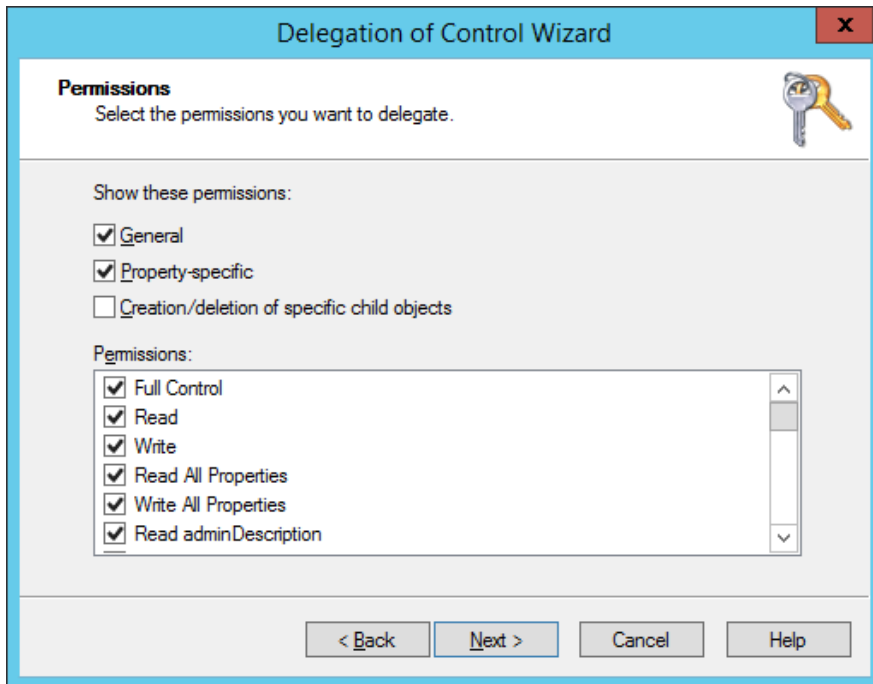 Delegation of Control Wizard
x
Permissions
Select the permissions you want to delegate.
Show these permissions:
General
Property-specific
Creation/deletion of specific child objects
Permissions:
Full Control
Read
Write
Read All Properties
Write All Properties
Read adminDescription
< Back
Next >
Cancel
Help